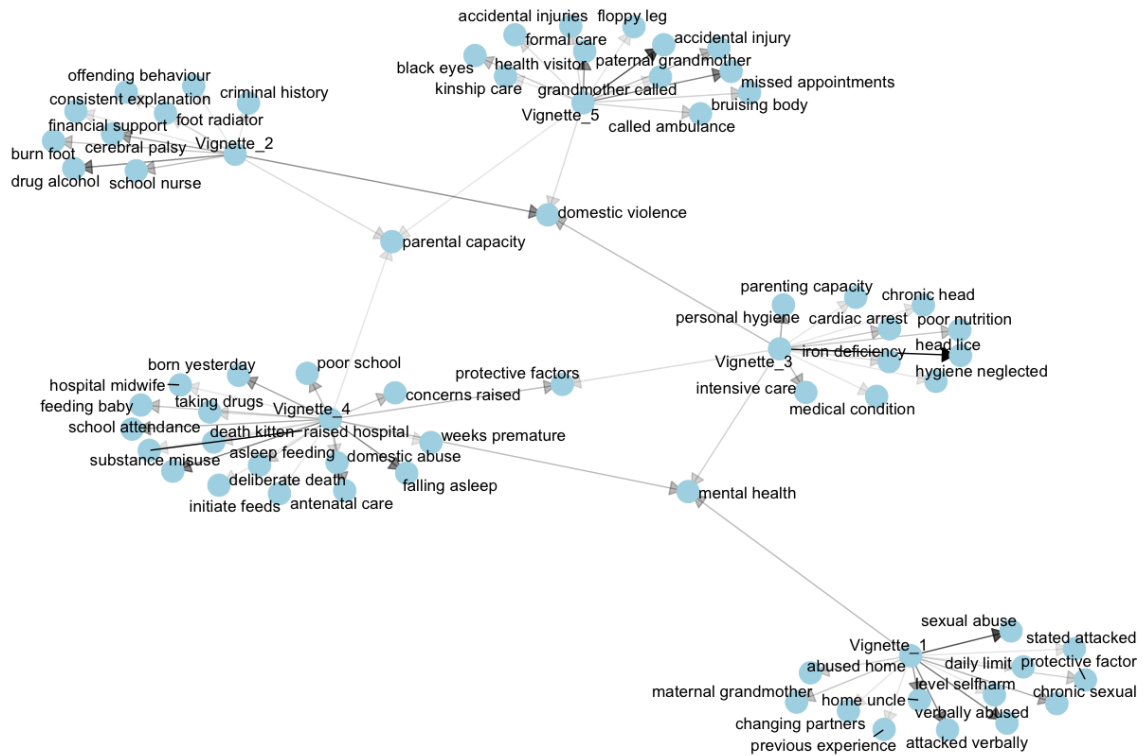 accidental injuries
floppy leg
formal care
accidental injury
black eyes
health visitor
paternal grandmother
kinship care
grandmother called
missed appointments
Vignette_5
bruising body
called ambulance
offending behaviour
consistent explanation
criminal history
financial support
foot radiator
cerebral palsy
Vignette_2
burn foot
drug alcohol
school nurse
domestic violence
parental capacity
parenting capacity
chronic head
personal hygiene
cardiac arrest
poor nutrition
iron deficiency
head lice
Vignette_3
hygiene neglected
intensive care
medical condition
born yesterday
poor school
protective factors
hospital midwife
concerns raised
feeding baby
taking drugs
Vignette_4
school attendance
death kitten
raised hospital
weeks premature
substance misuse
asleep feeding
domestic abuse
deliberate death
falling asleep
initiate feeds
antenatal care
mental health
sexual abuse
Vignette_1
stated attacked
abused home
daily limit
protective factor
maternal grandmother
level selfharm
chronic sexual
home uncle
verbally abused
changing partners
previous experience
attacked verbally